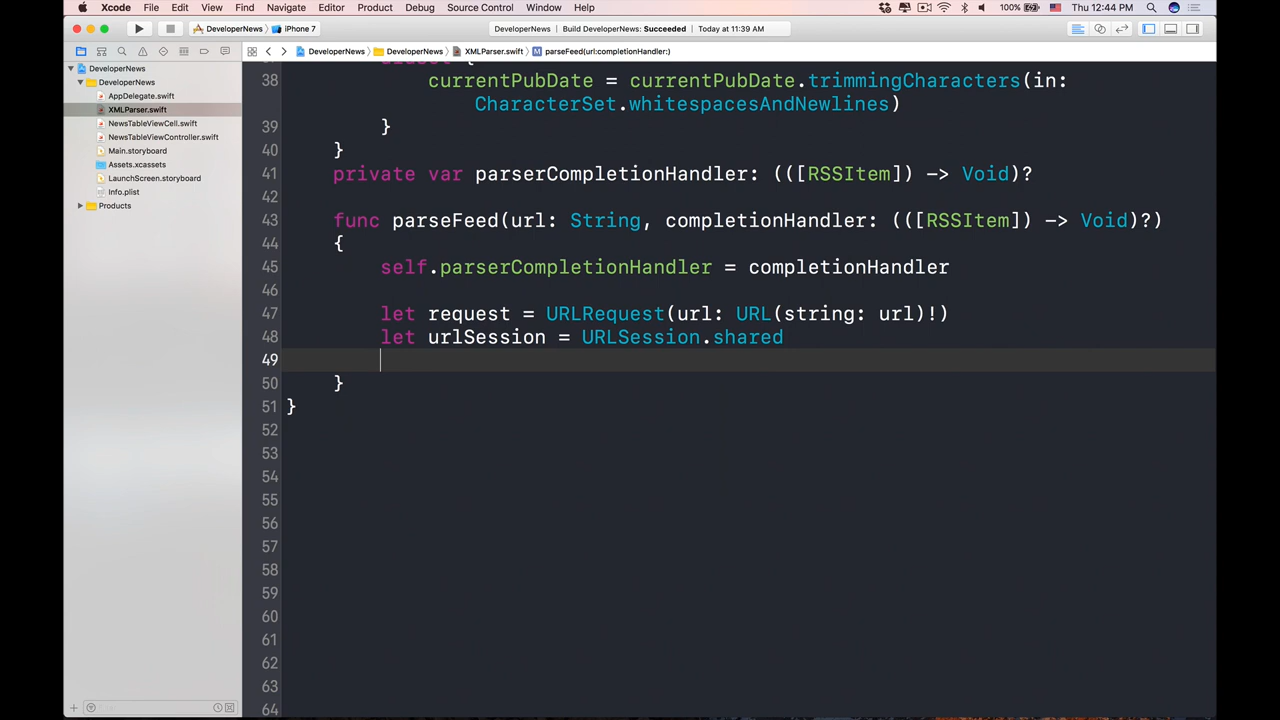 Xcode File Edit View Find Navigate Editor Product Debug Source Control Window Help 100% Thu 12:44 PM
DeveloperNews iPhone 7 DeveloperNews Build DeveloperNews: Succeeded Today at 11:39 AM
DeveloperNews DeveloperNews XMLParser.swift M parseFeed(url:completionHandler:)
DeveloperNews
DeveloperNews
AppDelegate.swift
XMLParser.swift
NewsTableViewCell.swift
NewsTableViewController.swift
Main.storyboard
Assets.xcassets
LaunchScreen.storyboard
Info.plist
Products
38 currentPubDate = currentPubDate.trimmingCharacters(in:
CharacterSet.whitespacesAndNewlines)
39 }
40 }
41 private var parserCompletionHandler: (([RSSItem]) -> Void)?
42
43 func parseFeed(url: String, completionHandler: (([RSSItem]) -> Void)?)
44 {
45 self.parserCompletionHandler = completionHandler
46
47 let request = URLRequest(url: URL(string: url)!)
48 let urlSession = URLSession.shared
49
50 }
51 }
52
53
54
55
56
57
58
59
60
61
62
63
64